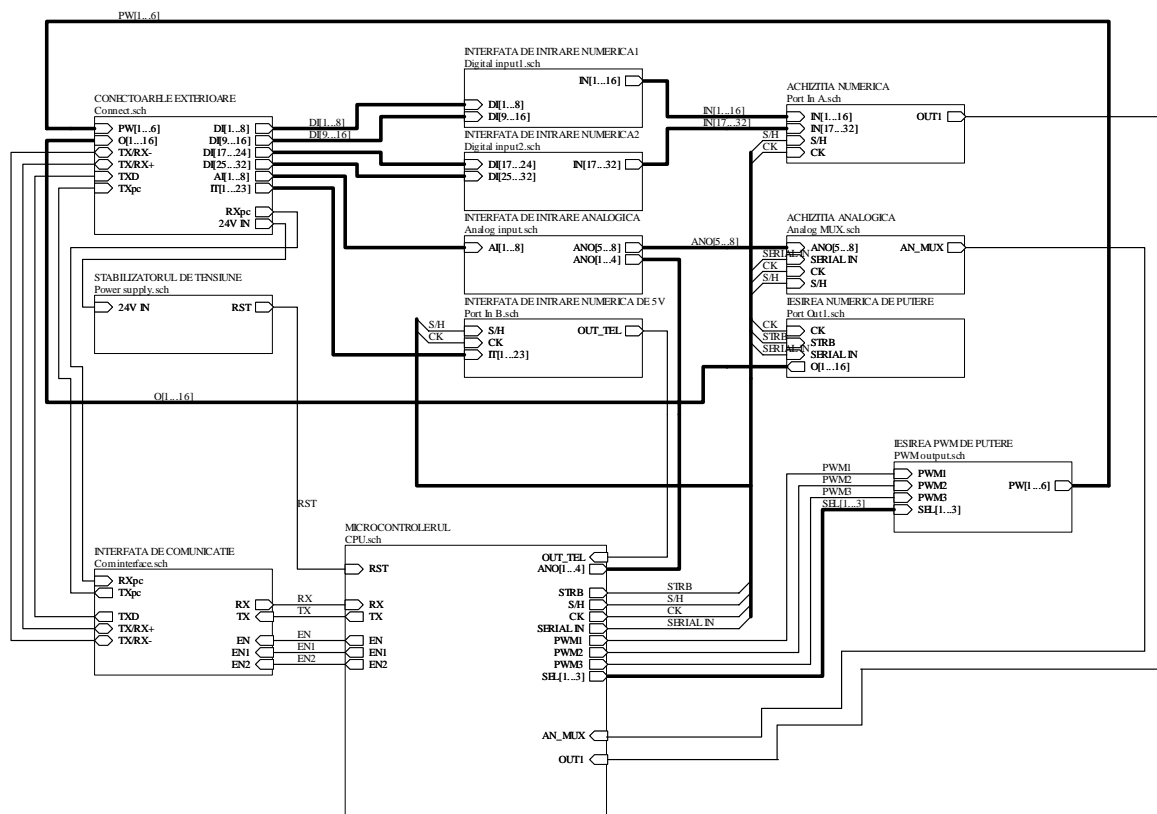 PW[1...6]
CONECTOARELE EXTERIOARE
Connect.sch
PW[1...6]
O[1...16]
TX/RX-
TX/RX+
TXD
TXpc
DI[1...8]
DI[9...16]
DI[17...24]
DI[25...32]
AI[1...8]
IT[1...23]
RXpc
24V IN
DI[1...8]
DI[9...16]
INTERFATA DE INTRARE NUMERICA1
Digital input1.sch
IN[1...16]
DI[1...8]
DI[9...16]
INTERFATA DE INTRARE NUMERICA2
Digital input2.sch
DI[17...24]
DI[25...32]
IN[17...32]
IN[1...16]
IN[17...32]
S/H
CK
ACHIZITIA NUMERICA
Port In A.sch
IN[1...16]
IN[17...32]
S/H
CK
OUT1
INTERFATA DE INTRARE ANALOGICA
Analog input.sch
AI[1...8]
ANO[5...8]
ANO[1...4]
ANO[5...8]
SERIAL IN
CK
S/H
ACHIZITIA ANALOGICA
Analog MUX.sch
ANO[5...8]
SERIAL IN
CK
S/H
AN_MUX
STABILIZATORUL DE TENSIUNE
Power supply.sch
24V IN
RST
INTERFATA DE INTRARE NUMERICA DE 5V
Port In B.sch
S/H
CK
S/H
CK
IT[1...23]
OUT_TEL
IESIREA NUMERICA DE PUTERE
Port Out1.sch
CK
STRB
SERIAL IN
CK
STRB
SERIAL IN
O[1...16]
O[1...16]
IESIREA PWM DE PUTERE
PWM output.sch
PWM1
PWM2
PWM3
SEL[1...3]
PWM1
PWM2
PWM3
SEL[1...3]
PW[1...6]
RST
MICROCONTROLERUL
CPU.sch
RST
RX
TX
EN
EN1
EN2
OUT_TEL
ANO[1...4]
STRB
S/H
CK
SERIAL IN
PWM1
PWM2
PWM3
SEL[1...3]
AN_MUX
OUT1
STRB
S/H
CK
SERIAL IN
INTERFATA DE COMUNICATIE
Com interface.sch
RXpc
TXpc
TXD
TX/RX+
TX/RX-
RX
TX
EN
EN1
EN2
RX
TX
EN
EN1
EN2